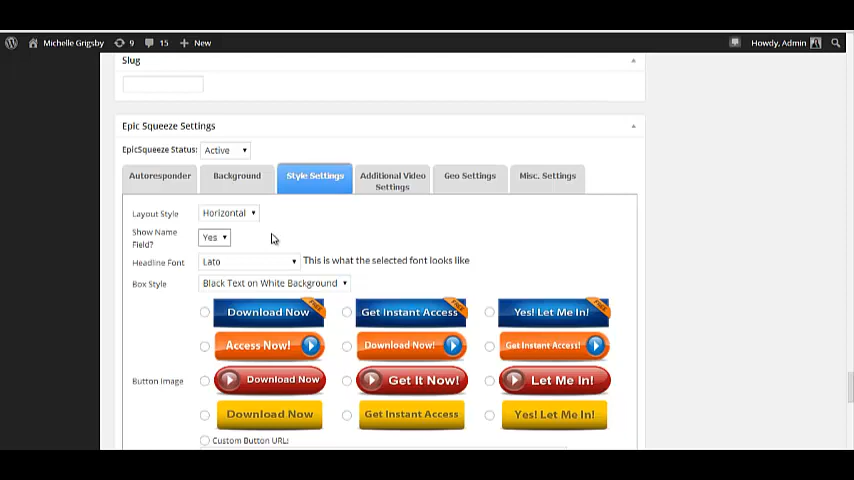 Michelle Grigsby 9 15 New Howdy, Admin
Slug
Epic Squeeze Settings
EpicSqueeze Status: Active
Autoresponder Background Style Settings Additional Video Settings Geo Settings Misc. Settings
Layout Style Horizontal
Show Name Field? Yes
Headline Font Lato This is what the selected font looks like
Box Style Black Text on White Background
Download Now FREE Get Instant Access FREE Yes! Let Me In! FREE
Access Now! Download Now! Get Instant Access!
Button Image Download Now Get It Now! Let Me In!
Download Now Get Instant Access Yes! Let Me In!
Custom Button URL: